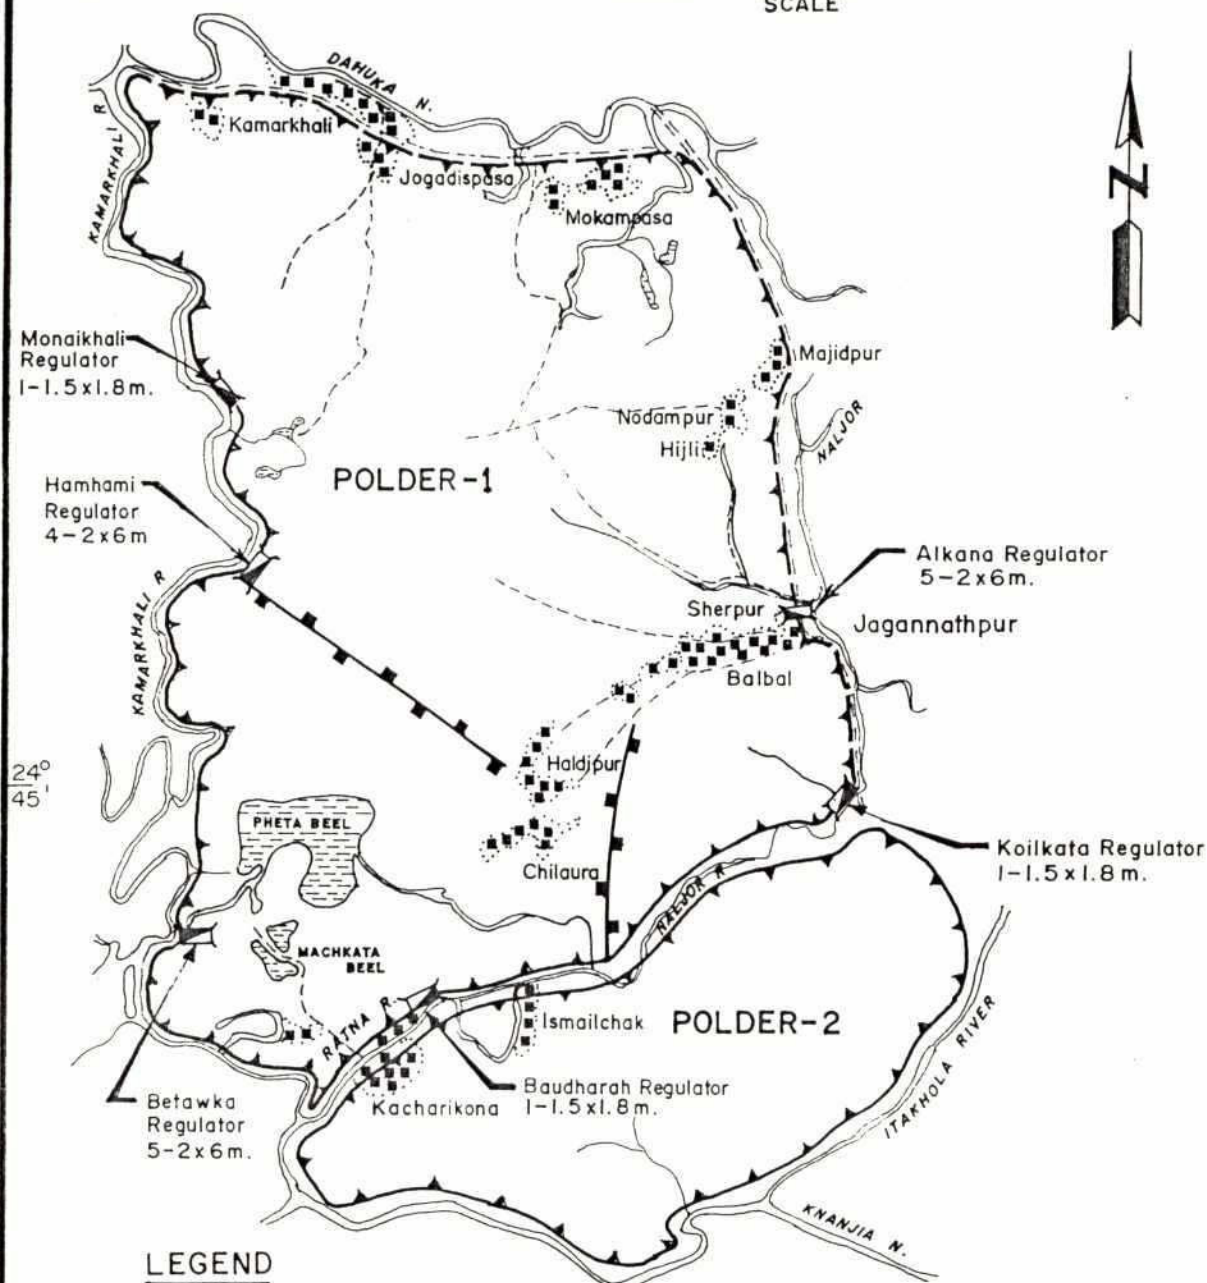 SCALE
DAHUKA N.
N
KAMARKHALI R
Kamarkhali
Jogadispasa
Mokampasa
Monaikhali
Regulator
1-1.5x1.8m.
Majidpur
Nodampur
Hijli
NALJOR
POLDER-1
Hamhami
Regulator
4-2x6m
Alkana Regulator
5-2x6m.
KAMARKHALI R
Sherpur
Jagannathpur
Balbal
Haldipur
24°
45'
PHETA BEEL
Koilkata Regulator
1-1.5x1.8m.
Chilaura
NALJOR R
MACHKATA
BEEL
RATNA R.
Ismailchak
POLDER-2
ITAKHOLA RIVER
Baudharah Regulator
1-1.5x1.8m.
Kacharikona
Betawka
Regulator
5-2x6m.
KNANJIA N.
LEGEND